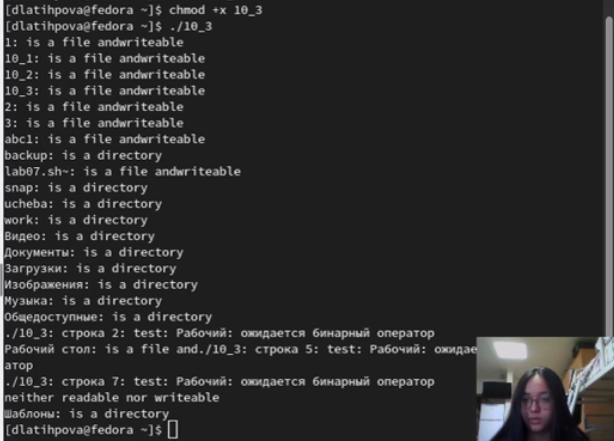 [dlatihpova@fedora ~]$ chmod +x 10_3
[dlatihpova@fedora ~]$ ./10_3
1: is a file andwriteable
10_1: is a file andwriteable
10_2: is a file andwriteable
10_3: is a file andwriteable
2: is a file andwriteable
3: is a file andwriteable
abc1: is a file andwriteable
backup: is a directory
lab07.sh~: is a file andwriteable
snap: is a directory
ucheba: is a directory
work: is a directory
Видео: is a directory
Документы: is a directory
Загрузки: is a directory
Изображения: is a directory
Музыка: is a directory
Общедоступные: is a directory
./10_3: строка 2: test: Рабочий: ожидается бинарный оператор
Рабочий стол: is a file and./10_3: строка 5: test: Рабочий: ожидае
атор
./10_3: строка 7: test: Рабочий: ожидается бинарный оператор
neither readable nor writeable
Шаблоны: is a directory
[dlatihpova@fedora ~]$